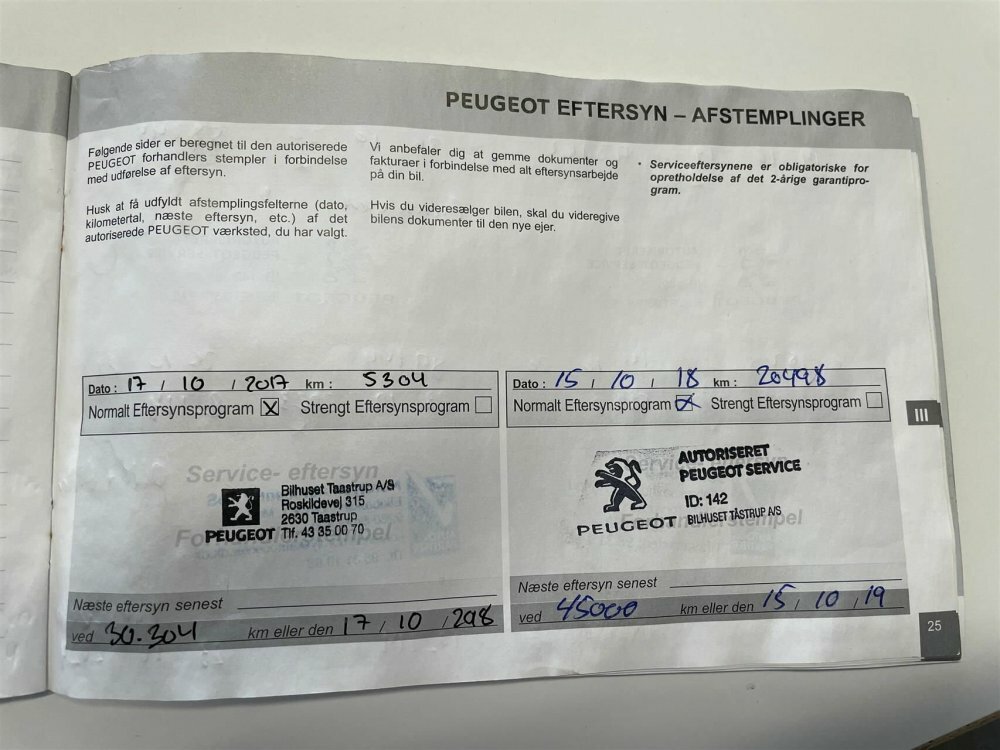 PEUGEOT EFTERSYN – AFSTEMPLINGER
Følgende sider er beregnet til den autoriserede
PEUGEOT forhandlers stempler i forbindelse
med udførelse af eftersyn.
Husk at få udfyldt afstemplingsfelterne (dato,
kilometertal, næste eftersyn, etc.) af det
autoriserede PEUGEOT værksted, du har valgt.
Vi anbefaler dig at gemme dokumenter og
fakturaer i forbindelse med alt eftersynsarbejde
på din bil.
Hvis du videresælger bilen, skal du videregive
bilens dokumenter til den nye ejer.
• Serviceeftersynene er obligatoriske for
opretholdelse af det 2-årige garantipro-
gram.
Dato : 17 / 10 / 2017 km : 5304
Normalt Eftersynsprogram X Strengt Eftersynsprogram
Service- eftersyn
Bilhuset Taastrup A/S
Roskildevej 315
2630 Taastrup
PEUGEOT Tlf. 43 35 00 70
Næste eftersyn senest
ved 30.304 km eller den 17 / 10 / 208
Dato : 15 / 10 / 18 km : 20498
Normalt Eftersynsprogram X Strengt Eftersynsprogram
AUTORISERET
PEUGEOT SERVICE
ID: 142
PEUGEOT BILHUSET TÅSTRUP A/S
Næste eftersyn senest
ved 45000 km eller den 15 / 10 / 19
III
25